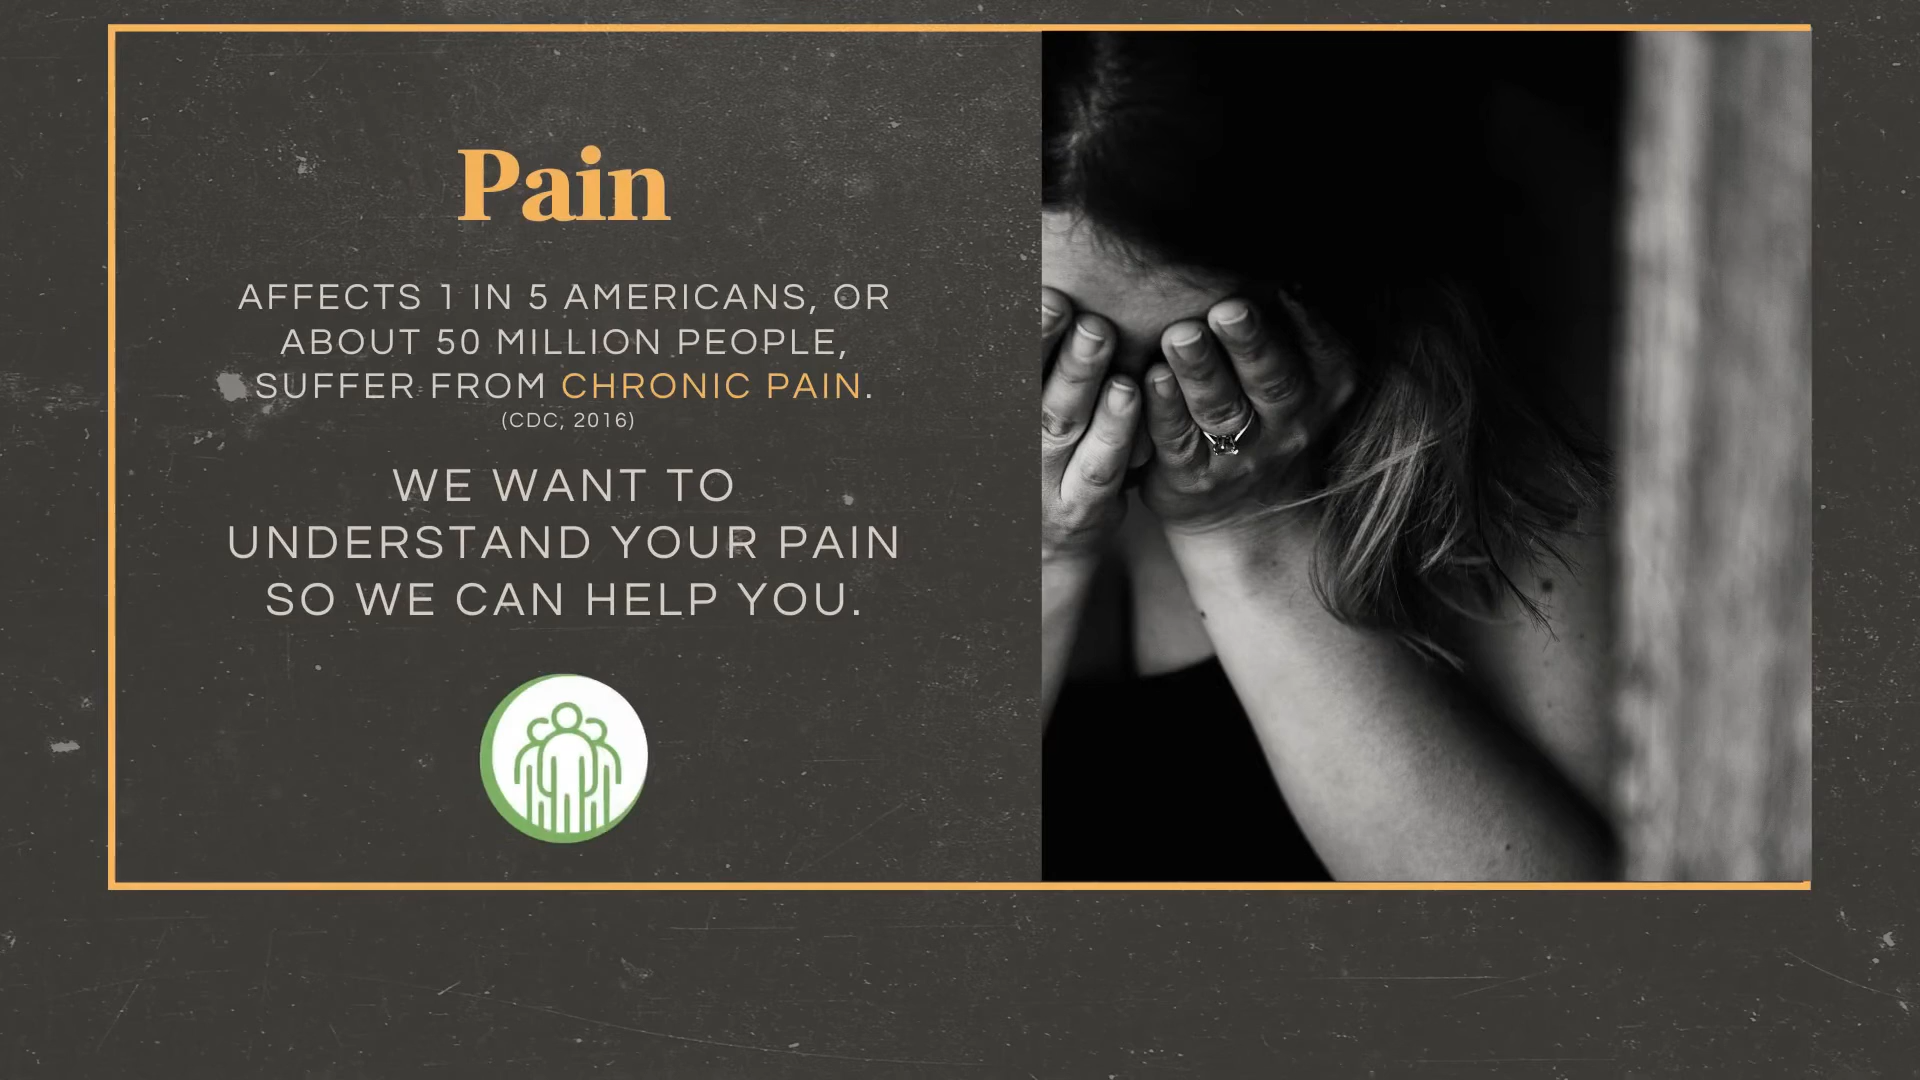 Pain
AFFECTS 1 IN 5 AMERICANS, OR
ABOUT 50 MILLION PEOPLE,
SUFFER FROM CHRONIC PAIN.
(CDC, 2016)
WE WANT TO
UNDERSTAND YOUR PAIN
SO WE CAN HELP YOU.